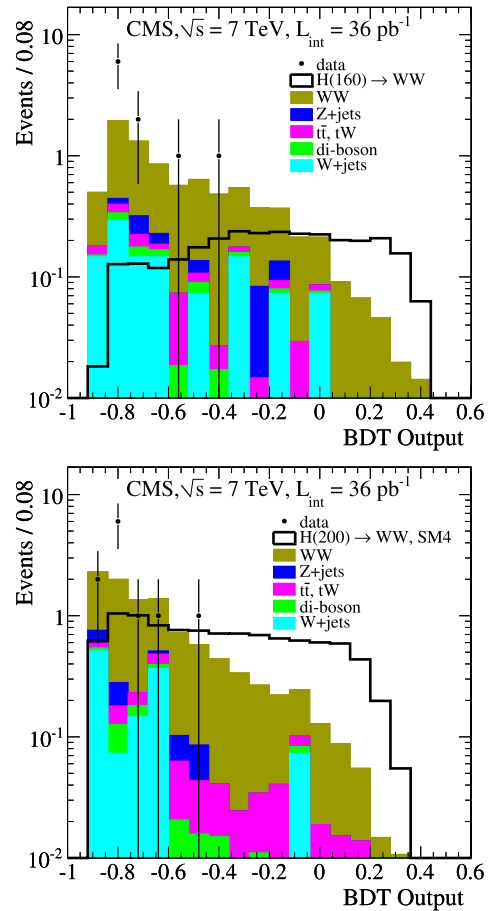 CMS,√s = 7 TeV, L_int = 36 pb⁻¹
Events / 0.08
data
H(160) → WW
WW
Z+jets
tt̄, tW
di-boson
W+jets
10
1
10⁻¹
10⁻²
-1 -0.8 -0.6 -0.4 -0.2 0 0.2 0.4 0.6
BDT Output
CMS,√s = 7 TeV, L_int = 36 pb⁻¹
Events / 0.08
data
H(200) → WW, SM4
WW
Z+jets
tt̄, tW
di-boson
W+jets
10
1
10⁻¹
10⁻²
-1 -0.8 -0.6 -0.4 -0.2 0 0.2 0.4 0.6
BDT Output